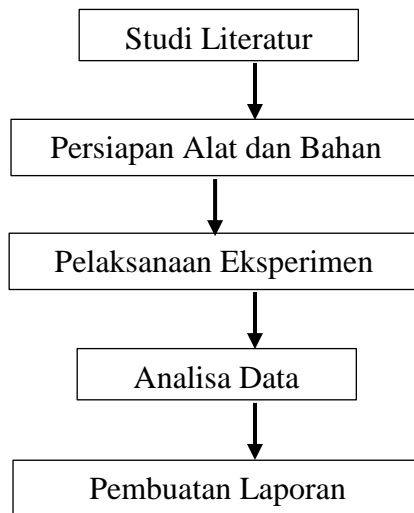 Studi Literatur
Persiapan Alat dan Bahan
Pelaksanaan Eksperimen
Analisa Data
Pembuatan Laporan